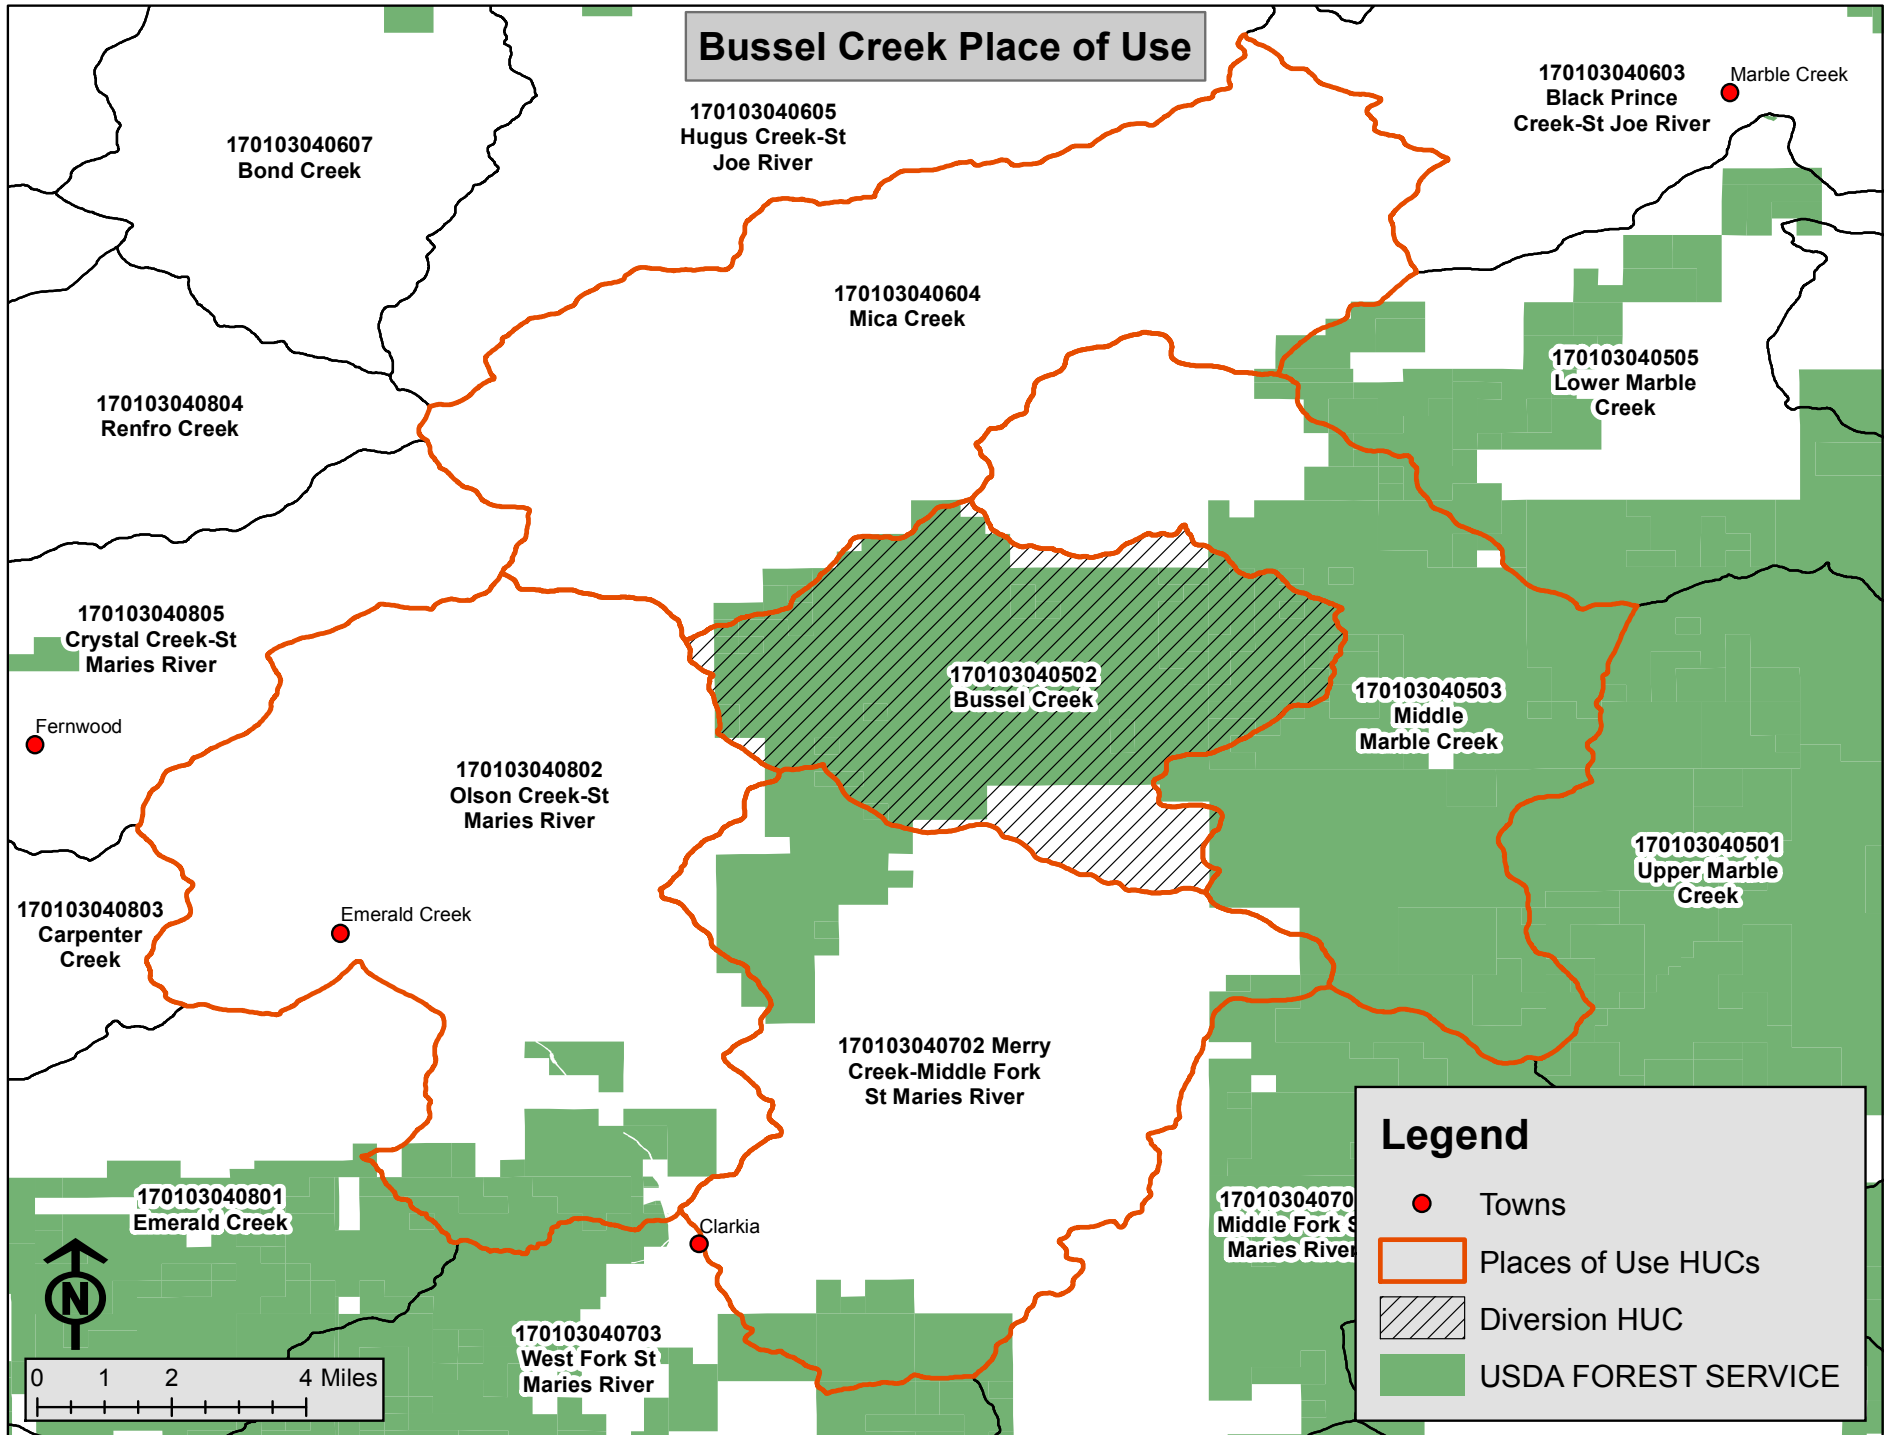 Bussel Creek Place of Use
170103040603
Black Prince
Creek-St Joe River
Marble Creek
170103040605
Hugus Creek-St
Joe River
170103040607
Bond Creek
170103040604
Mica Creek
170103040505
Lower Marble
Creek
170103040804
Renfro Creek
170103040805
Crystal Creek-St
Maries River
Fernwood
170103040502
Bussel Creek
170103040503
Middle
Marble Creek
170103040802
Olson Creek-St
Maries River
170103040501
Upper Marble
Creek
170103040803
Carpenter
Creek
Emerald Creek
170103040702 Merry
Creek-Middle Fork
St Maries River
170103040801
Emerald Creek
Clarkia
17010304070
Middle Fork S
Maries River
170103040703
West Fork St
Maries River
N
0 1 2 4 Miles
Legend
Towns
Places of Use HUCs
Diversion HUC
USDA FOREST SERVICE